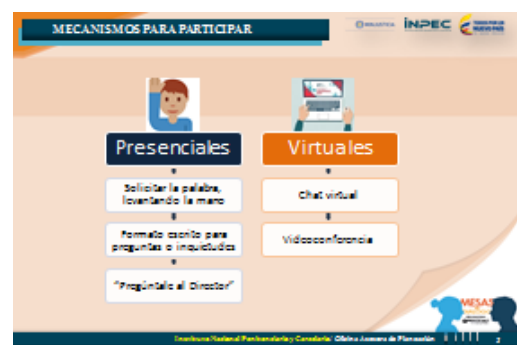 MECANISMOS PARA PARTICIPAR
INPEC
Presenciales
Virtuales
Solicitar la palabra,
levantando la mano
Chat virtual
Formato escrito para
preguntas o inquietudes
Videoconferencia
"Pregúntale al Director"
MESAS
Instituto Nacional Penitenciario y Carcelario/ Oficina Asesora de Planeación
2